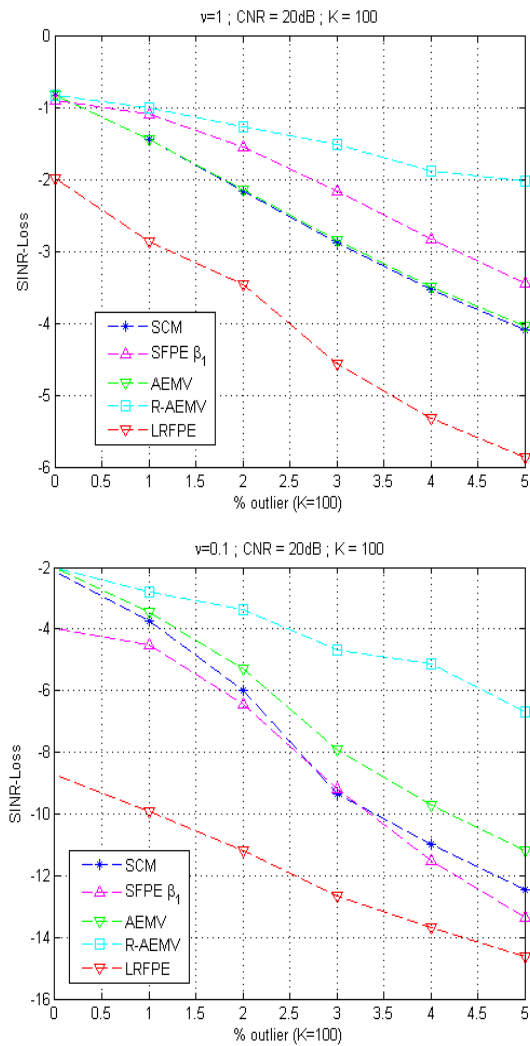 ν=1 ; CNR = 20dB ; K = 100
0
-1
-2
-3
-4
-5
-6
SINR-Loss
SCM
SFPE β₁
AEMV
R-AEMV
LRFPE
0 0.5 1 1.5 2 2.5 3 3.5 4 4.5 5
% outlier (K=100)
ν=0.1 ; CNR = 20dB ; K = 100
-2
-4
-6
-8
-10
-12
-14
-16
SINR-Loss
SCM
SFPE β₁
AEMV
R-AEMV
LRFPE
0 0.5 1 1.5 2 2.5 3 3.5 4 4.5 5
% outlier (K=100)